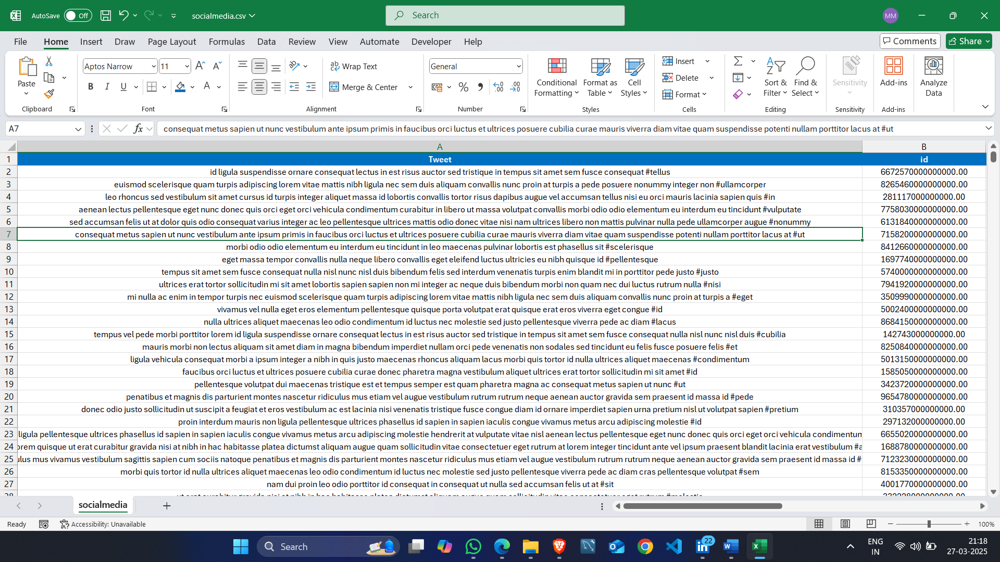 AutoSave Off socialmedia.csv Search MM
File Home Insert Draw Page Layout Formulas Data Review View Automate Developer Help Comments Share
Paste
Clipboard
Aptos Narrow 11
B I U A
Font
Wrap Text
Merge & Center
Alignment
General
Number
Conditional Formatting
Format as Table
Cell Styles
Styles
Insert
Delete
Format
Cells
Sort & Filter
Find & Select
Editing
Sensitivity
Sensitivity
Add-ins
Add-ins
Analyze Data
A7 fx consequat metus sapien ut nunc vestibulum ante ipsum primis in faucibus orci luctus et ultrices posuere cubilia curae mauris viverra diam vitae quam suspendisse potenti nullam porttitor lacus at #ut
A B
1 Tweet id
2 id ligula suspendisse ornare consequat lectus in est risus auctor sed tristique in tempus sit amet sem fusce consequat #tellus 6672570000000000.00
3 euismod scelerisque quam turpis adipiscing lorem vitae mattis nibh ligula nec sem duis aliquam convallis nunc proin at turpis a pede posuere nonummy integer non #ullamcorper 8265460000000000.00
4 leo rhoncus sed vestibulum sit amet cursus id turpis integer aliquet massa id lobortis convallis tortor risus dapibus augue vel accumsan tellus nisi eu orci mauris lacinia sapien quis #in 281117000000000.00
5 aenean lectus pellentesque eget nunc donec quis orci eget orci vehicula condimentum curabitur in libero ut massa volutpat convallis morbi odio odio elementum eu interdum eu tincidunt #vulputate 7758030000000000.00
6 sed accumsan felis ut at dolor quis odio consequat varius integer ac leo pellentesque ultrices mattis odio donec vitae nisi nam ultrices libero non mattis pulvinar nulla pede ullamcorper augue #nonummy 6131840000000000.00
7 consequat metus sapien ut nunc vestibulum ante ipsum primis in faucibus orci luctus et ultrices posuere cubilia curae mauris viverra diam vitae quam suspendisse potenti nullam porttitor lacus at #ut 7158200000000000.00
8 morbi odio odio elementum eu interdum eu tincidunt in leo maecenas pulvinar lobortis est phasellus sit #scelerisque 8412660000000000.00
9 eget massa tempor convallis nulla neque libero convallis eget eleifend luctus ultricies eu nibh quisque id #pellentesque 1697740000000000.00
10 tempus sit amet sem fusce consequat nulla nisl nunc nisl duis bibendum felis sed interdum venenatis turpis enim blandit mi in porttitor pede justo #justo 5740000000000000.00
11 ultrices erat tortor sollicitudin mi sit amet lobortis sapien sapien non mi integer ac neque duis bibendum morbi non quam nec dui luctus rutrum nulla #nisi 7941920000000000.00
12 mi nulla ac enim in tempor turpis nec euismod scelerisque quam turpis adipiscing lorem vitae mattis nibh ligula nec sem duis aliquam convallis nunc proin at turpis a #eget 3509990000000000.00
13 vivamus vel nulla eget eros elementum pellentesque quisque porta volutpat erat quisque erat eros viverra eget congue #id 5002400000000000.00
14 nulla ultrices aliquet maecenas leo odio condimentum id luctus nec molestie sed justo pellentesque viverra pede ac diam #lacus 8684150000000000.00
15 tempus vel pede morbi porttitor lorem id ligula suspendisse ornare consequat lectus in est risus auctor sed tristique in tempus sit amet sem fusce consequat nulla nisl nunc nisl duis #cubilia 142743000000000.00
16 mauris morbi non lectus aliquam sit amet diam in magna bibendum imperdiet nullam orci pede venenatis non sodales sed tincidunt eu felis fusce posuere felis #et 8250840000000000.00
17 ligula vehicula consequat morbi a ipsum integer a nibh in quis justo maecenas rhoncus aliquam lacus morbi quis tortor id nulla ultrices aliquet maecenas #condimentum 5013150000000000.00
18 faucibus orci luctus et ultrices posuere cubilia curae donec pharetra magna vestibulum aliquet ultrices erat tortor sollicitudin mi sit amet #id 1585050000000000.00
19 pellentesque volutpat dui maecenas tristique est et tempus semper est quam pharetra magna ac consequat metus sapien ut nunc #ut 3423720000000000.00
20 penatibus et magnis dis parturient montes nascetur ridiculus mus etiam vel augue vestibulum rutrum rutrum neque aenean auctor gravida sem praesent id massa id #pede 9654780000000000.00
21 donec odio justo sollicitudin ut suscipit a feugiat et eros vestibulum ac est lacinia nisi venenatis tristique fusce congue diam id ornare imperdiet sapien urna pretium nisl ut volutpat sapien #pretium 310357000000000.00
22 proin interdum mauris non ligula pellentesque ultrices phasellus id sapien in sapien iaculis congue vivamus metus arcu adipiscing molestie #id 297132000000000.00
23 ligula pellentesque ultrices phasellus id sapien in sapien iaculis congue vivamus metus arcu adipiscing molestie hendrerit at vulputate vitae nisl aenean lectus pellentesque eget nunc donec quis orci eget orci vehicula condimentum 6655020000000000.00
24 orem quisque ut erat curabitur gravida nisi at nibh in hac habitasse platea dictumst aliquam augue quam sollicitudin vitae consectetuer eget rutrum at lorem integer tincidunt ante vel ipsum praesent blandit lacinia erat vestibulum #a 1688780000000000.00
25 ulus mus vivamus vestibulum sagittis sapien cum sociis natoque penatibus et magnis dis parturient montes nascetur ridiculus mus etiam vel augue vestibulum rutrum rutrum neque aenean auctor gravida sem praesent id massa id # 7123230000000000.00
26 morbi quis tortor id nulla ultrices aliquet maecenas leo odio condimentum id luctus nec molestie sed justo pellentesque viverra pede ac diam cras pellentesque volutpat #sem 8153350000000000.00
27 nam dui proin leo odio porttitor id consequat in consequat ut nulla sed accumsan felis ut at #sit 4001770000000000.00
socialmedia
Ready Accessibility: Unavailable 100%
Search 22 ENG IN 21:18 27-03-2025